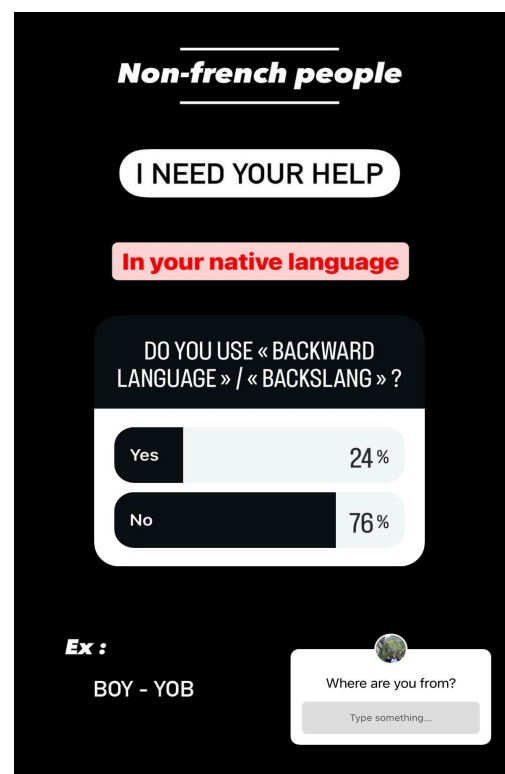 Non-french people
I NEED YOUR HELP
In your native language
DO YOU USE « BACKWARD
LANGUAGE » / « BACKSLANG » ?
Yes 24%
No 76%
Ex :
BOY - YOB
Where are you from?
Type something...